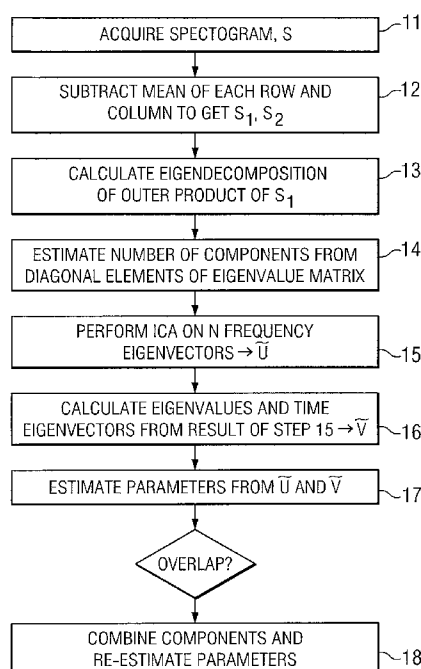 ACQUIRE SPECTOGRAM, S
11
SUBTRACT MEAN OF EACH ROW AND
COLUMN TO GET S1, S2
12
CALCULATE EIGENDECOMPOSITION
OF OUTER PRODUCT OF S1
13
ESTIMATE NUMBER OF COMPONENTS FROM
DIAGONAL ELEMENTS OF EIGENVALUE MATRIX
14
PERFORM ICA ON N FREQUENCY
EIGENVECTORS → Ũ
15
CALCULATE EIGENVALUES AND TIME
EIGENVECTORS FROM RESULT OF STEP 15 → Ṽ
16
ESTIMATE PARAMETERS FROM Ũ AND Ṽ
17
OVERLAP?
COMBINE COMPONENTS AND
RE-ESTIMATE PARAMETERS
18